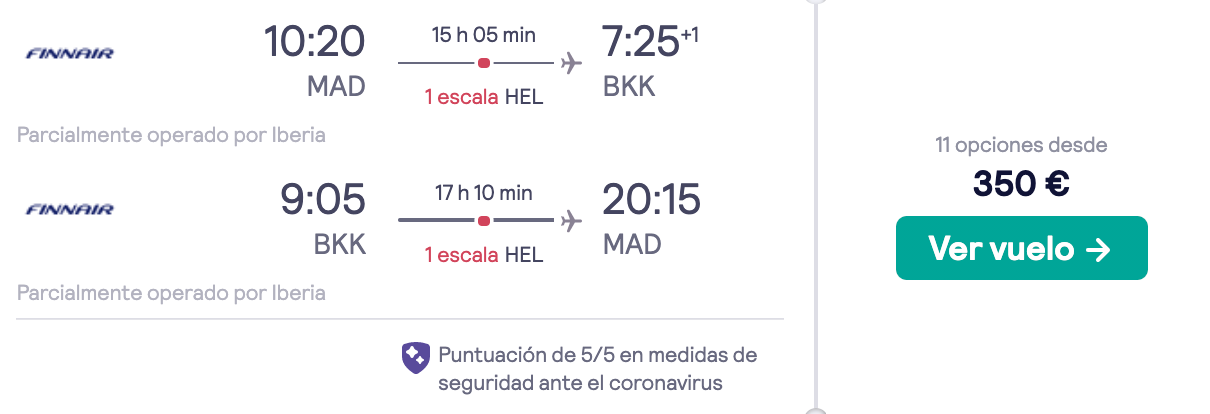 FINNAIR
10:20
MAD
15 h 05 min
1 escala HEL
7:25+1
BKK
Parcialmente operado por Iberia
FINNAIR
9:05
BKK
17 h 10 min
1 escala HEL
20:15
MAD
Parcialmente operado por Iberia
Puntuación de 5/5 en medidas de
seguridad ante el coronavirus
11 opciones desde
350 €
Ver vuelo →